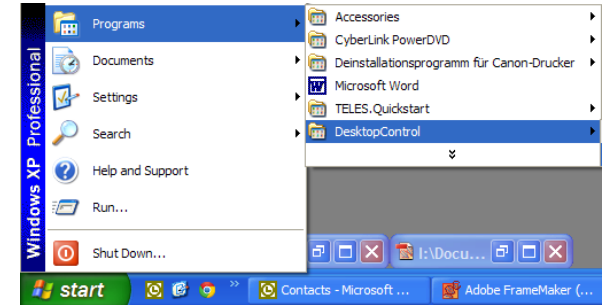 Windows XP Professional
Programs
Documents
Settings
Search
Help and Support
Run...
Shut Down...
Accessories
CyberLink PowerDVD
Deinstallationsprogramm für Canon-Drucker
Microsoft Word
TELES.Quickstart
DesktopControl
I:\Docu...
start
Contacts - Microsoft ...
Adobe FrameMaker (...